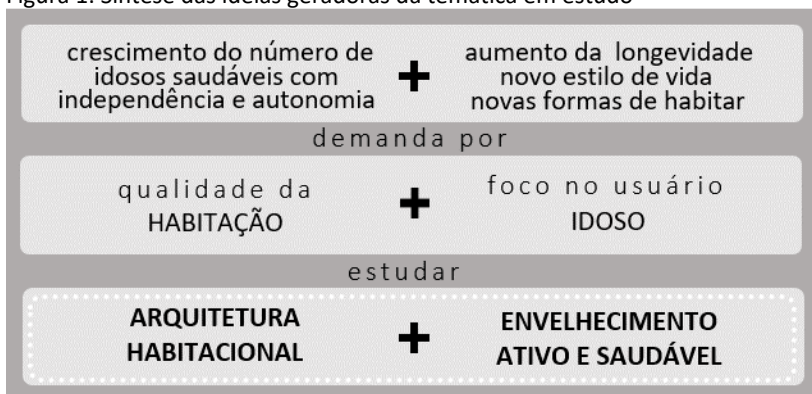 Figura 1: Síntese das ideias geradoras da temática em estudo
crescimento do número de
idosos saudáveis com
independência e autonomia
+
aumento da longevidade
novo estilo de vida
novas formas de habitar
demanda por
qualidade da
HABITAÇÃO
+
foco no usuário
IDOSO
estudar
ARQUITETURA
HABITACIONAL
+
ENVELHECIMENTO
ATIVO E SAUDÁVEL